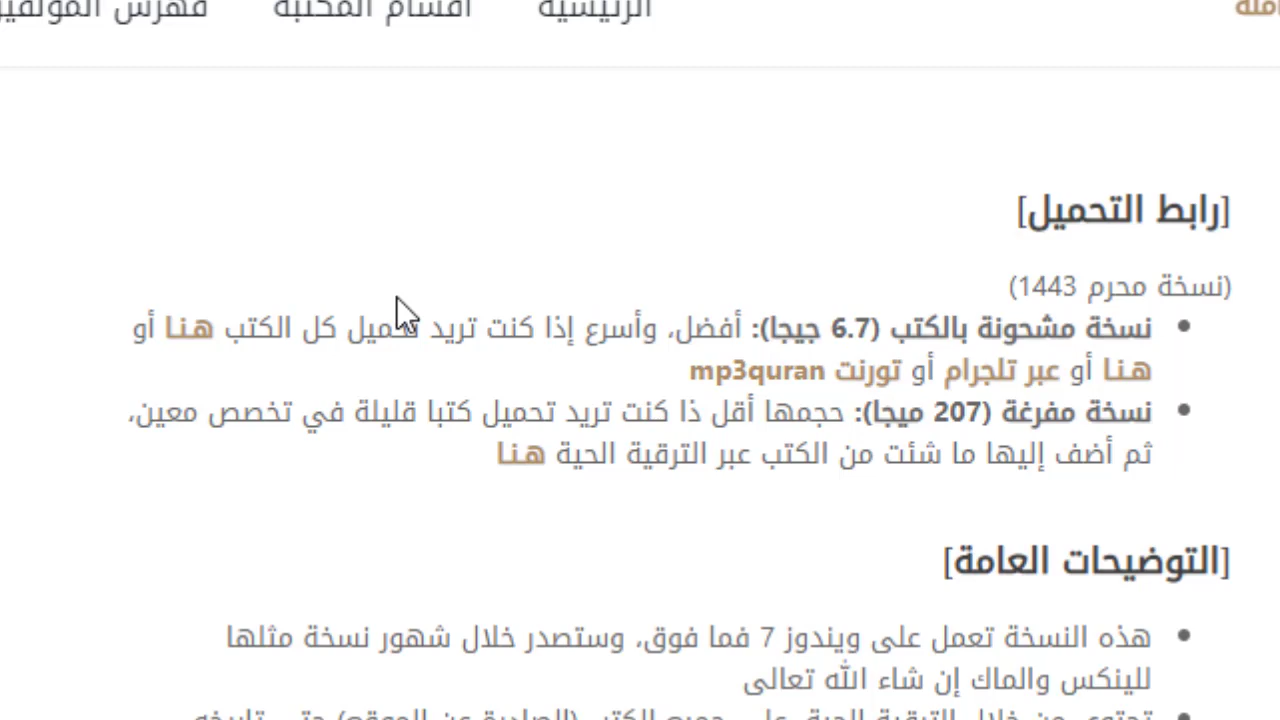 الرئيسية أقسام المكتبة فهرس
[رابط التحميل]
(نسخة محرم 1443)
نسخة مشحونة بالكتب (6.7 جيجا): أفضل، وأسرع إذا كنت تريد تحميل كل الكتب هنا أو
هنا أو عبر تلجرام أو تورنت mp3quran
نسخة مفرغة (207 ميجا): حجمها أقل ذا كنت تريد تحميل كتبا قليلة في تخصص معين،
ثم أضف إليها ما شئت من الكتب عبر الترقية الحية هنا
[التوضيحات العامة]
هذه النسخة تعمل على ويندوز 7 فما فوق، وستصدر خلال شهور نسخة مثلها
للينكس والماك إن شاء الله تعالى